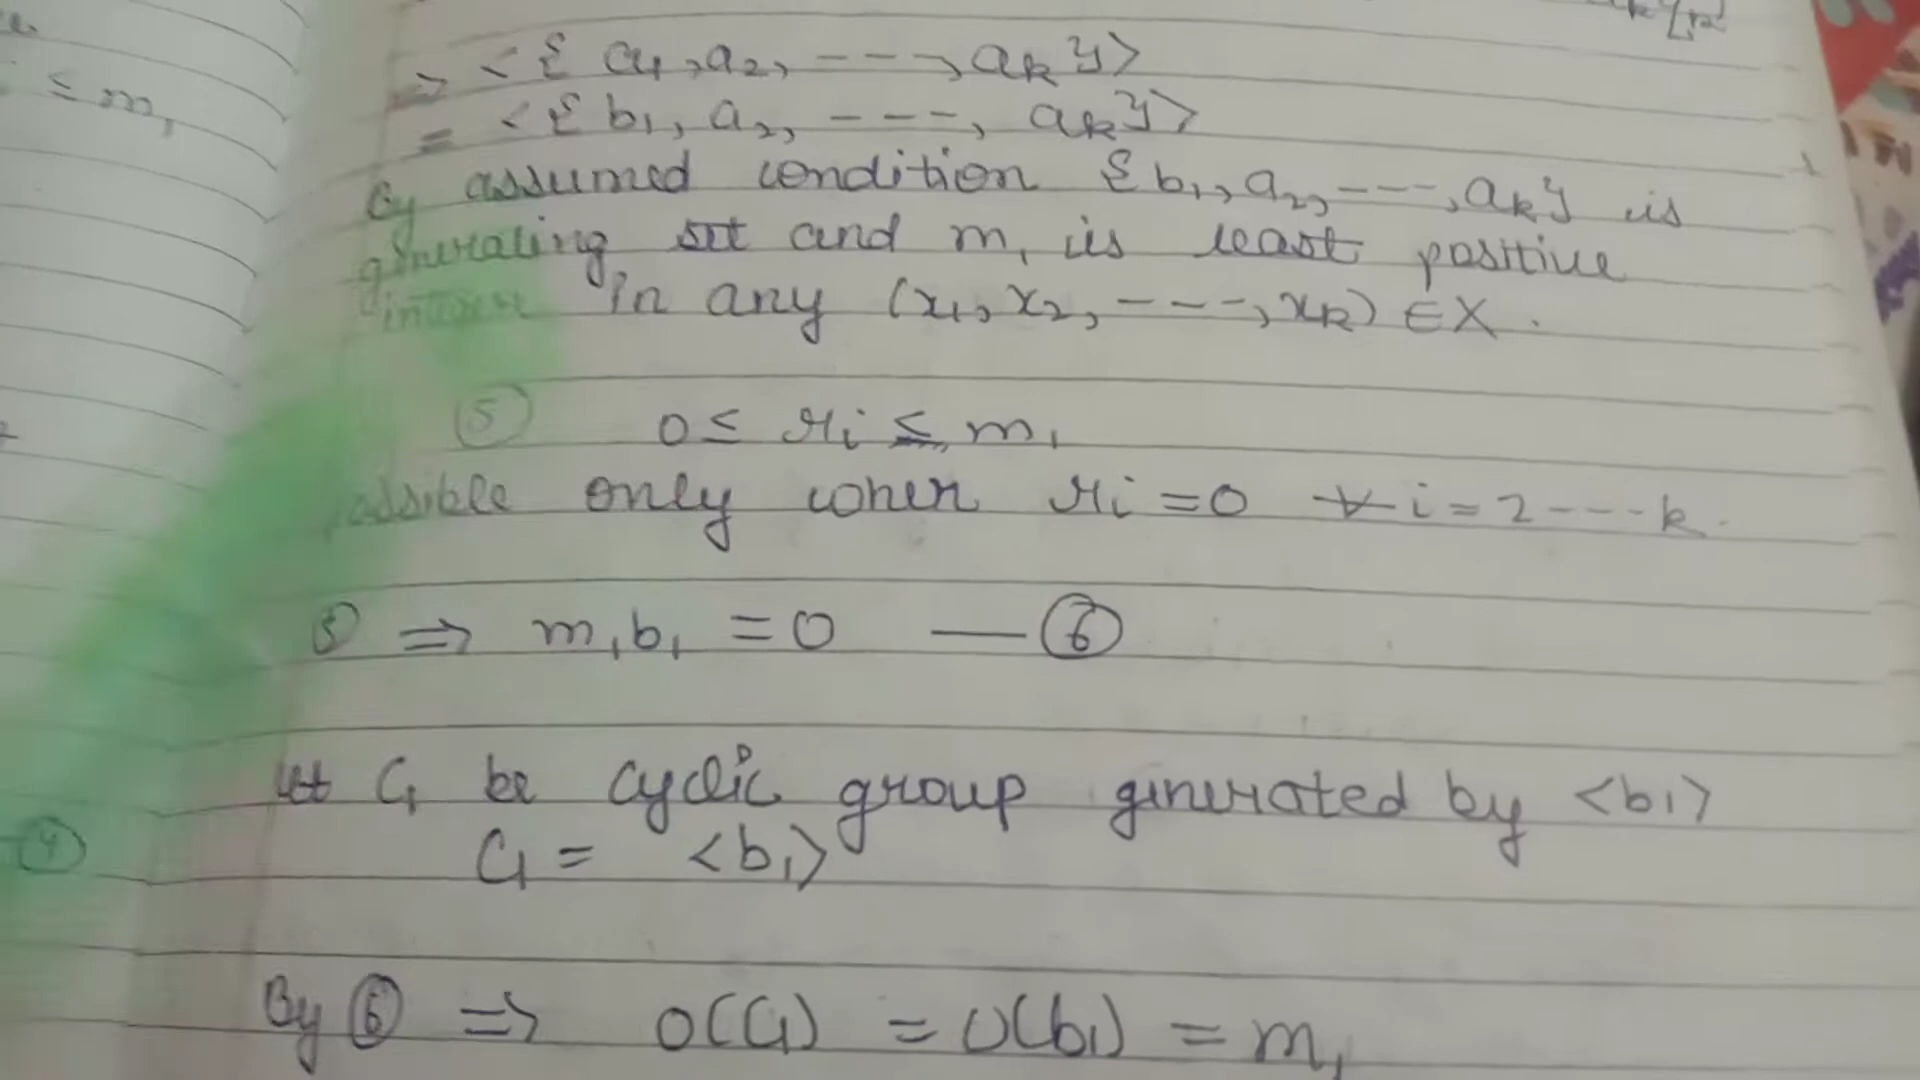 ≤ m₁
⇒ <{ a₁, a₂, ----, aₖ }>
= <{ b₁, a₂, ----, aₖ }>
By assumed condition { b₁, a₂, ----, aₖ } is
generating set and m₁ is least positive
integer in any (x₁, x₂, ----, xₖ) ∈ X .
⑤ 0 ≤ ri ≤ m₁
possible only when ri = 0 ∀ i = 2 --- k.
⑤ ⇒ m₁b₁ = 0 — ⑥
let C₁ be cyclic group generated by <b₁>
C₁ = <b₁>
④
By ⑥ ⇒ O(C₁) = O(b₁) = m₁